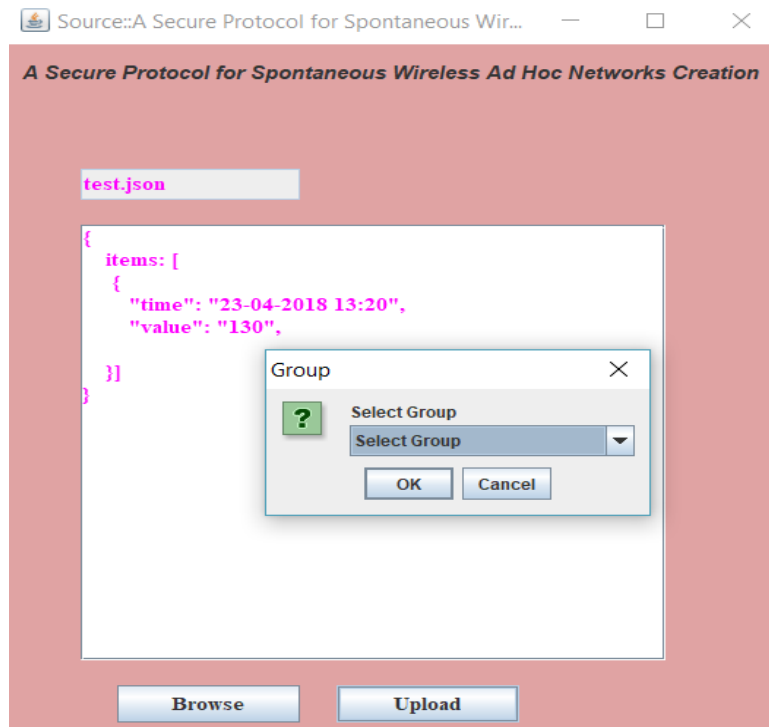 Source::A Secure Protocol for Spontaneous Wir...
A Secure Protocol for Spontaneous Wireless Ad Hoc Networks Creation
test.json
{
items: [
{
"time": "23-04-2018 13:20",
"value": "130",
}]
}
Group
Select Group
Select Group
OK Cancel
Browse Upload